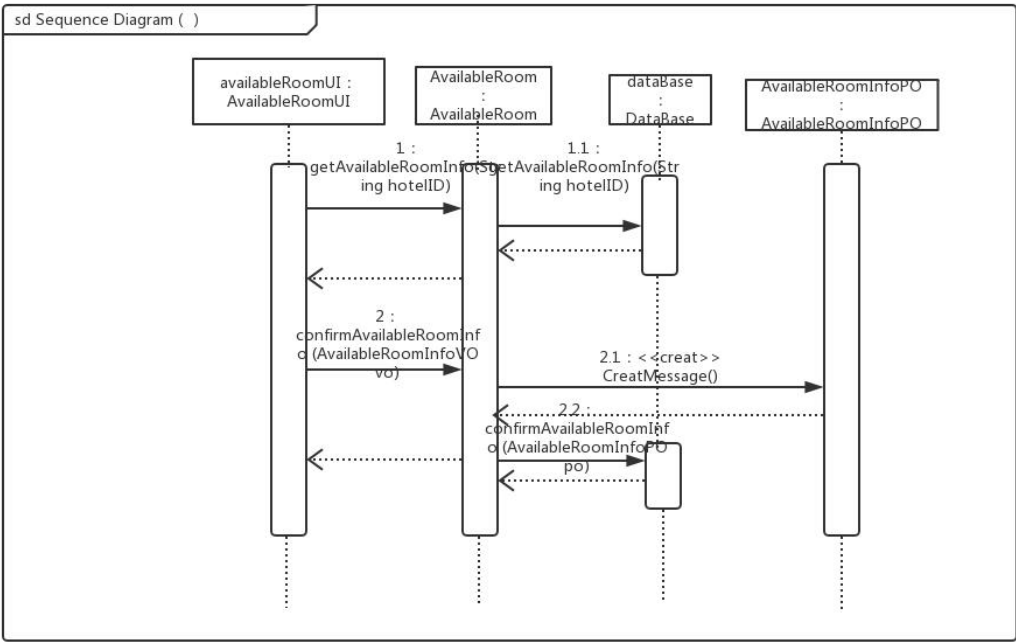 sd Sequence Diagram ( )
availableRoomUI :
AvailableRoomUI
AvailableRoom
:
AvailableRoom
dataBase
:
DataBase
AvailableRoomInfoPO
:
AvailableRoomInfoPO
1 :
getAvailableRoomInfo(Str
ing hotelID)
1.1 :
getAvailableRoomInfo(Str
ing hotelID)
2 :
confirmAvailableRoomInf
o (AvailableRoomInfoVO
vo)
2.1 : <<creat>>
CreatMessage()
2.2 :
confirmAvailableRoomInf
o (AvailableRoomInfoPO
po)